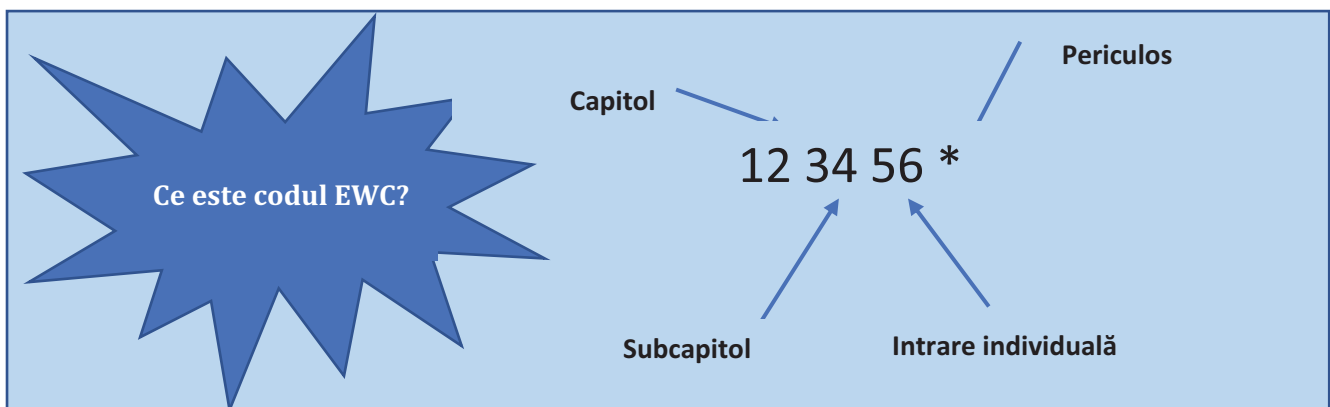 Periculos
Capitol
12 34 56 *
Ce este codul EWC?
Subcapitol
Intrare individuală